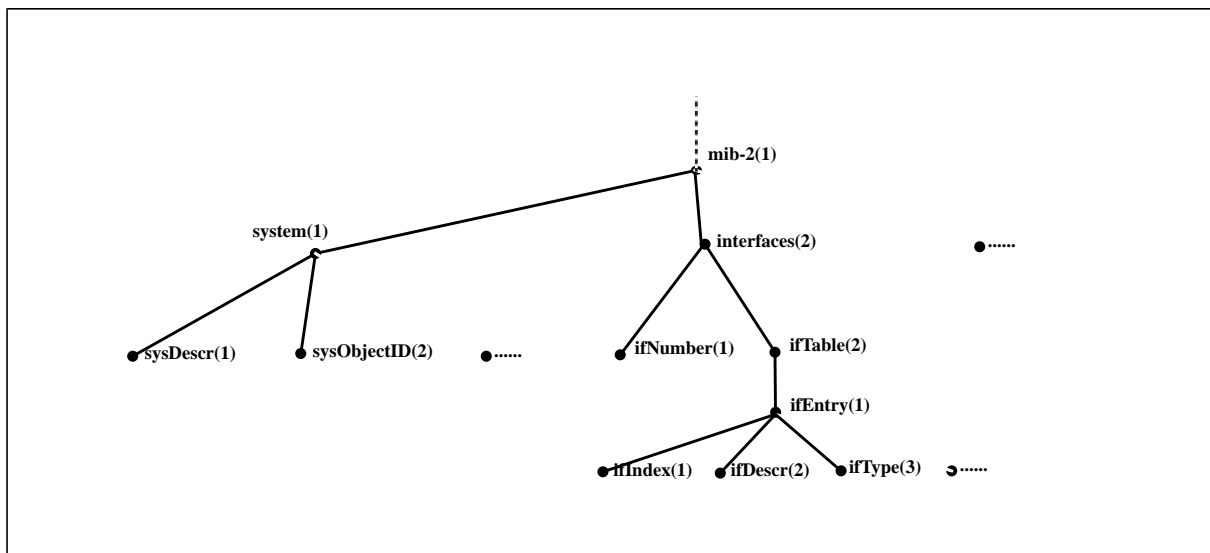 mib-2(1)
system(1)
interfaces(2)
......
sysDescr(1)
sysObjectID(2)
......
ifNumber(1)
ifTable(2)
ifEntry(1)
ifIndex(1)
ifDescr(2)
ifType(3)
......